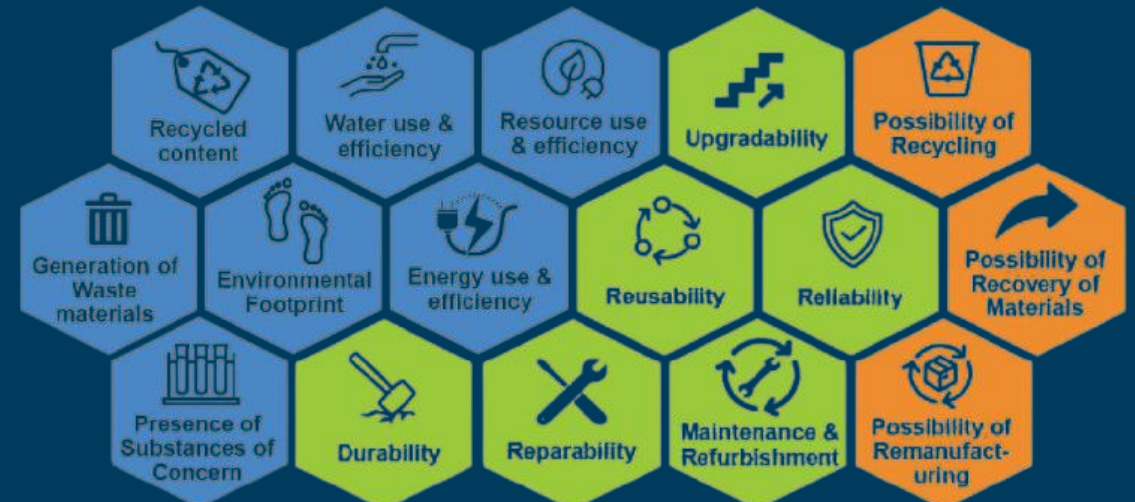 Recycled
content
Water use &
efficiency
Resource use
& efficiency
Upgradability
Possibility of
Recycling
Generation of
Waste
materials
Environmental
Footprint
Energy use &
efficiency
Reusability
Reliability
Possibility of
Recovery of
Materials
Presence of
Substances of
Concern
Durability
Reparability
Maintenance &
Refurbishment
Possibility of
Remanufact-
uring